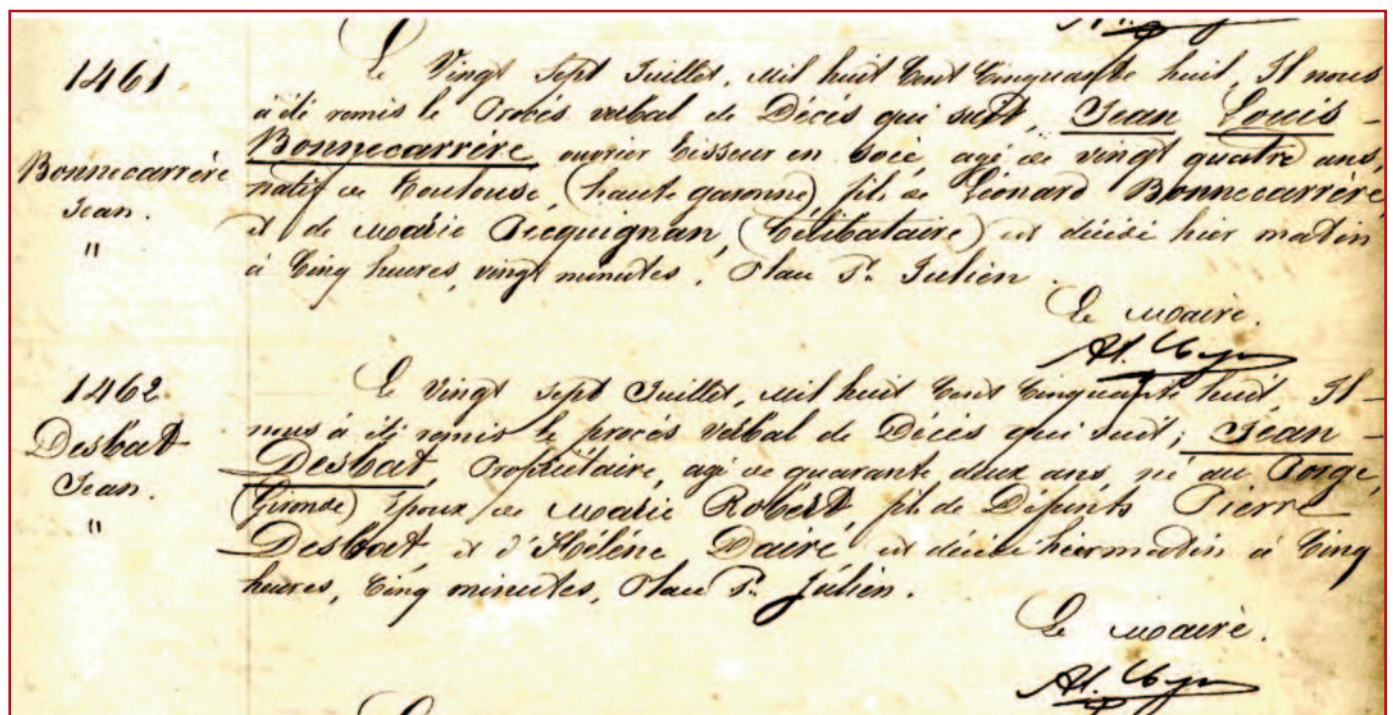 1461
Bonnecarrère
Jean.
"
Le Vingt Sept Juillet, mil huit Cent Cinquante huit, Il nous
à été remis le Procès verbal de Décès qui suit, Jean Louis -
Bonnecarrère ouvrier tisseur en soie, agé de vingt quatre ans,
natif de Toulouse, (haute garonne) fils de Léonard Bonnecarrère,
et de Marie Picquignan, (Célibataire) est décédé hier matin
à Cinq heures, vingt minutes, Place St. Julien.
Le Maire.
1462
Desbat
Jean.
"
Le Vingt Sept Juillet, mil huit Cent Cinquante huit, Il -
nous à été remis le procès verbal de Décès qui suit; Jean -
Desbat, Propriétaire, agé de quarante deux ans, né au Porge,
(Gironde) Epoux de Marie Robert, fils de Défunts Pierre
Desbat, et d'Hélène Dairé, est décédé hier matin à Cinq
heures, Cinq minutes, Place St. Julien.
Le Maire.